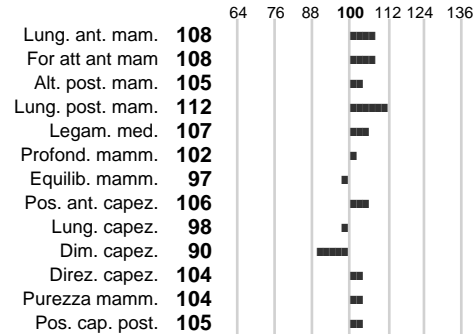 64 76 88 100 112 124 136
Lung. ant. mam. 108
For att ant mam 108
Alt. post. mam. 105
Lung. post. mam. 112
Legam. med. 107
Profond. mamm. 102
Equilib. mamm. 97
Pos. ant. capez. 106
Lung. capez. 98
Dim. capez. 90
Direz. capez. 104
Purezza mamm. 104
Pos. cap. post. 105